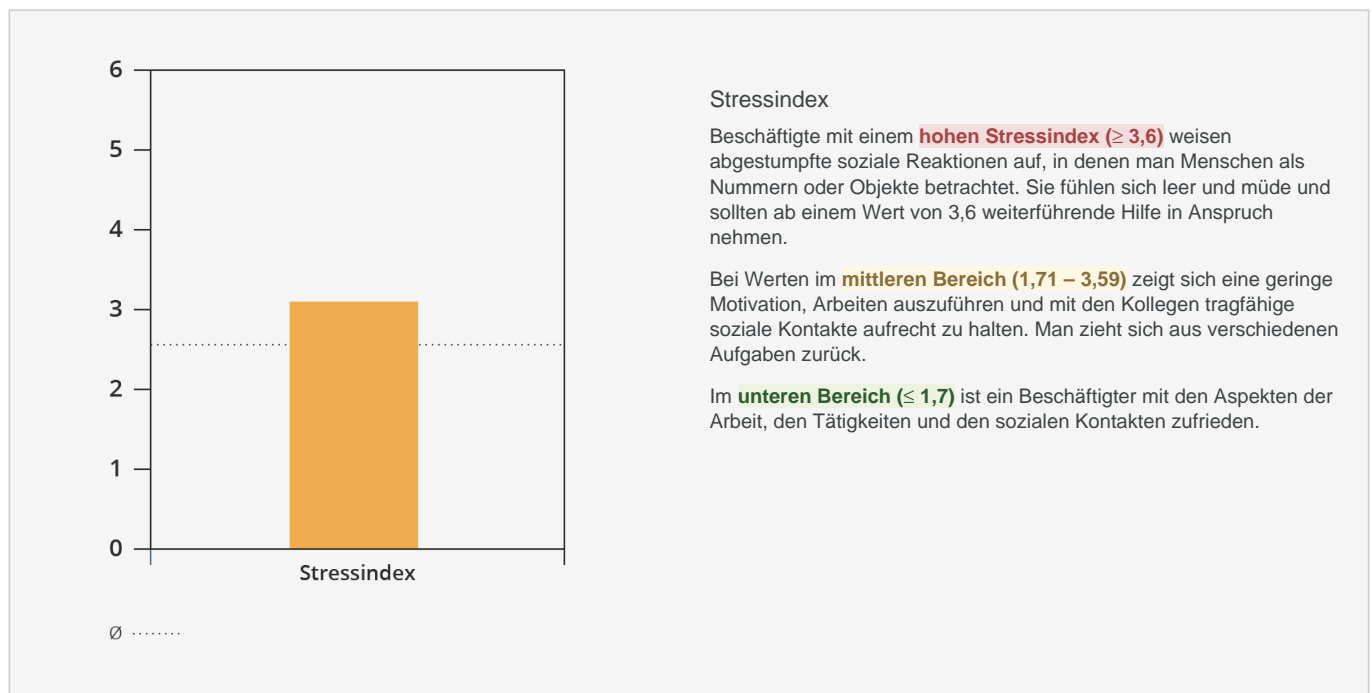 6
5
4
3
2
1
0
Stressindex
Ø ........
Stressindex
Beschäftigte mit einem hohen Stressindex (≥ 3,6) weisen
abgestumpfte soziale Reaktionen auf, in denen man Menschen als
Nummern oder Objekte betrachtet. Sie fühlen sich leer und müde und
sollten ab einem Wert von 3,6 weiterführende Hilfe in Anspruch
nehmen.
Bei Werten im mittleren Bereich (1,71 – 3,59) zeigt sich eine geringe
Motivation, Arbeiten auszuführen und mit den Kollegen tragfähige
soziale Kontakte aufrecht zu halten. Man zieht sich aus verschiedenen
Aufgaben zurück.
Im unteren Bereich (≤ 1,7) ist ein Beschäftigter mit den Aspekten der
Arbeit, den Tätigkeiten und den sozialen Kontakten zufrieden.